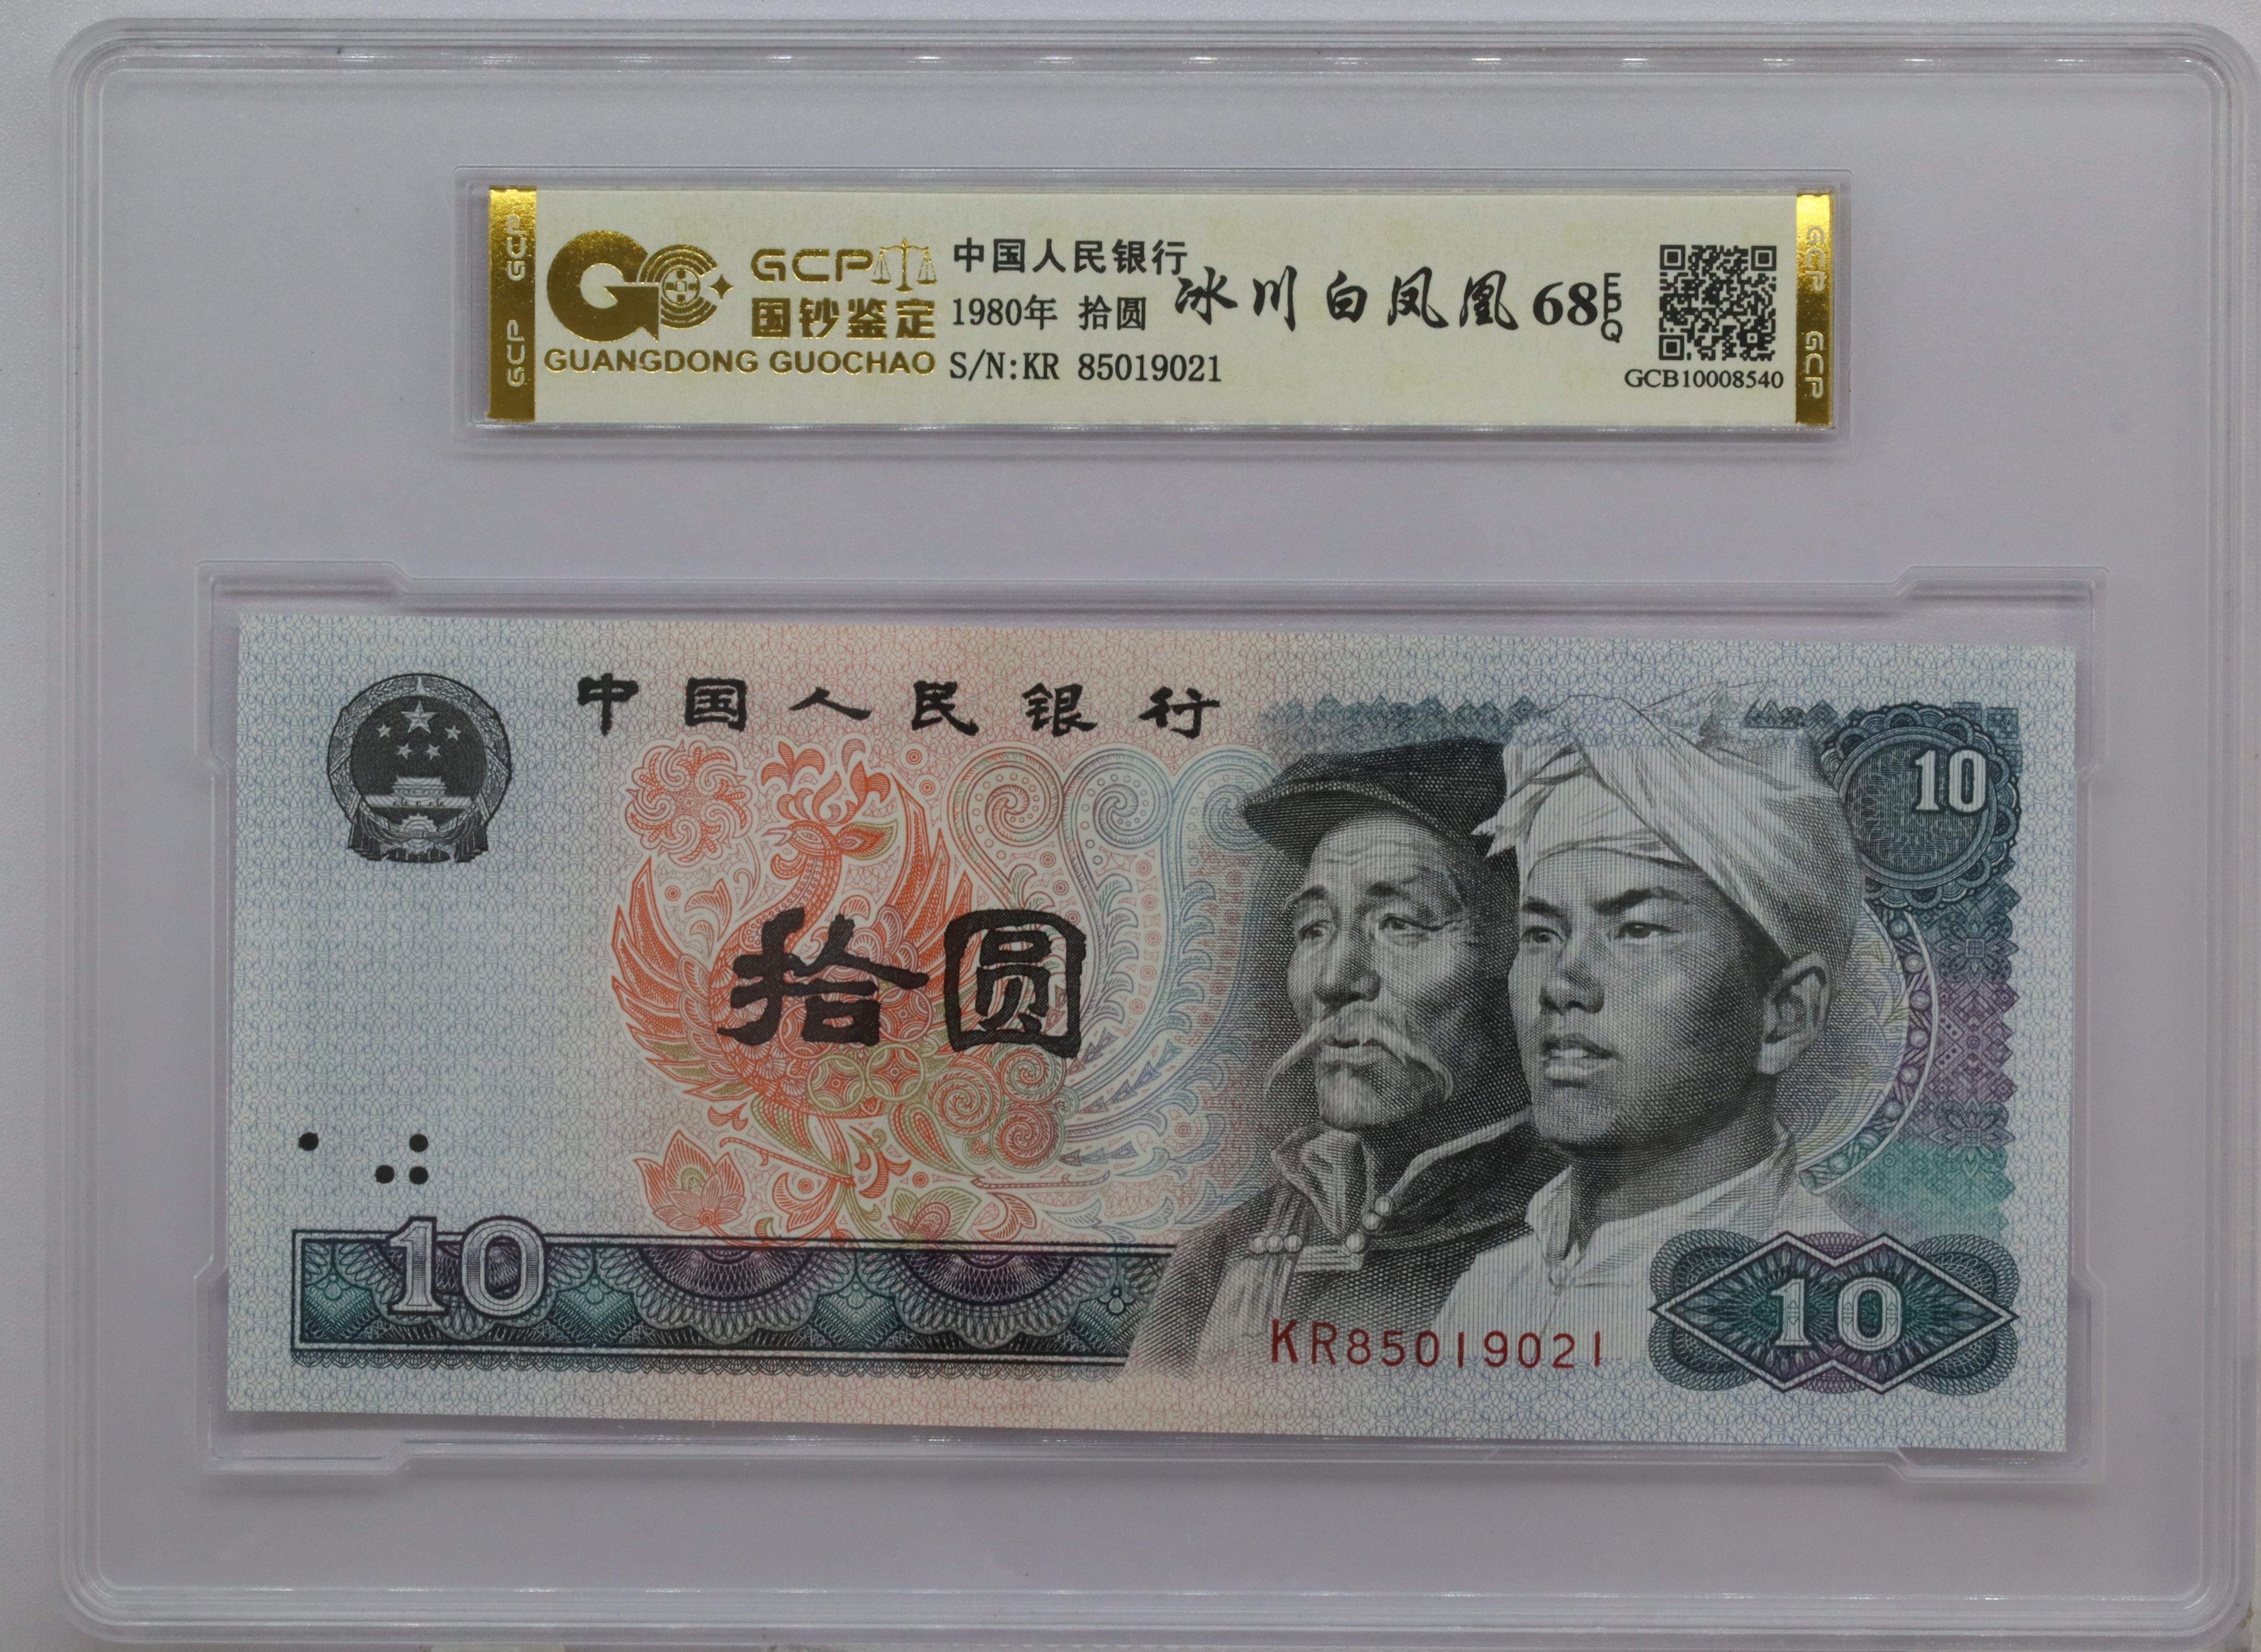 GCP GCP
GCP
国钞鉴定
GUANGDONG GUOCHAO
中国人民银行
1980年 拾圆
S/N:KR 85019021
冰川白凤凰 68 EPQ
GCB10008540
GCP GCP
中国人民银行
10
拾圆
10
KR85019021
10